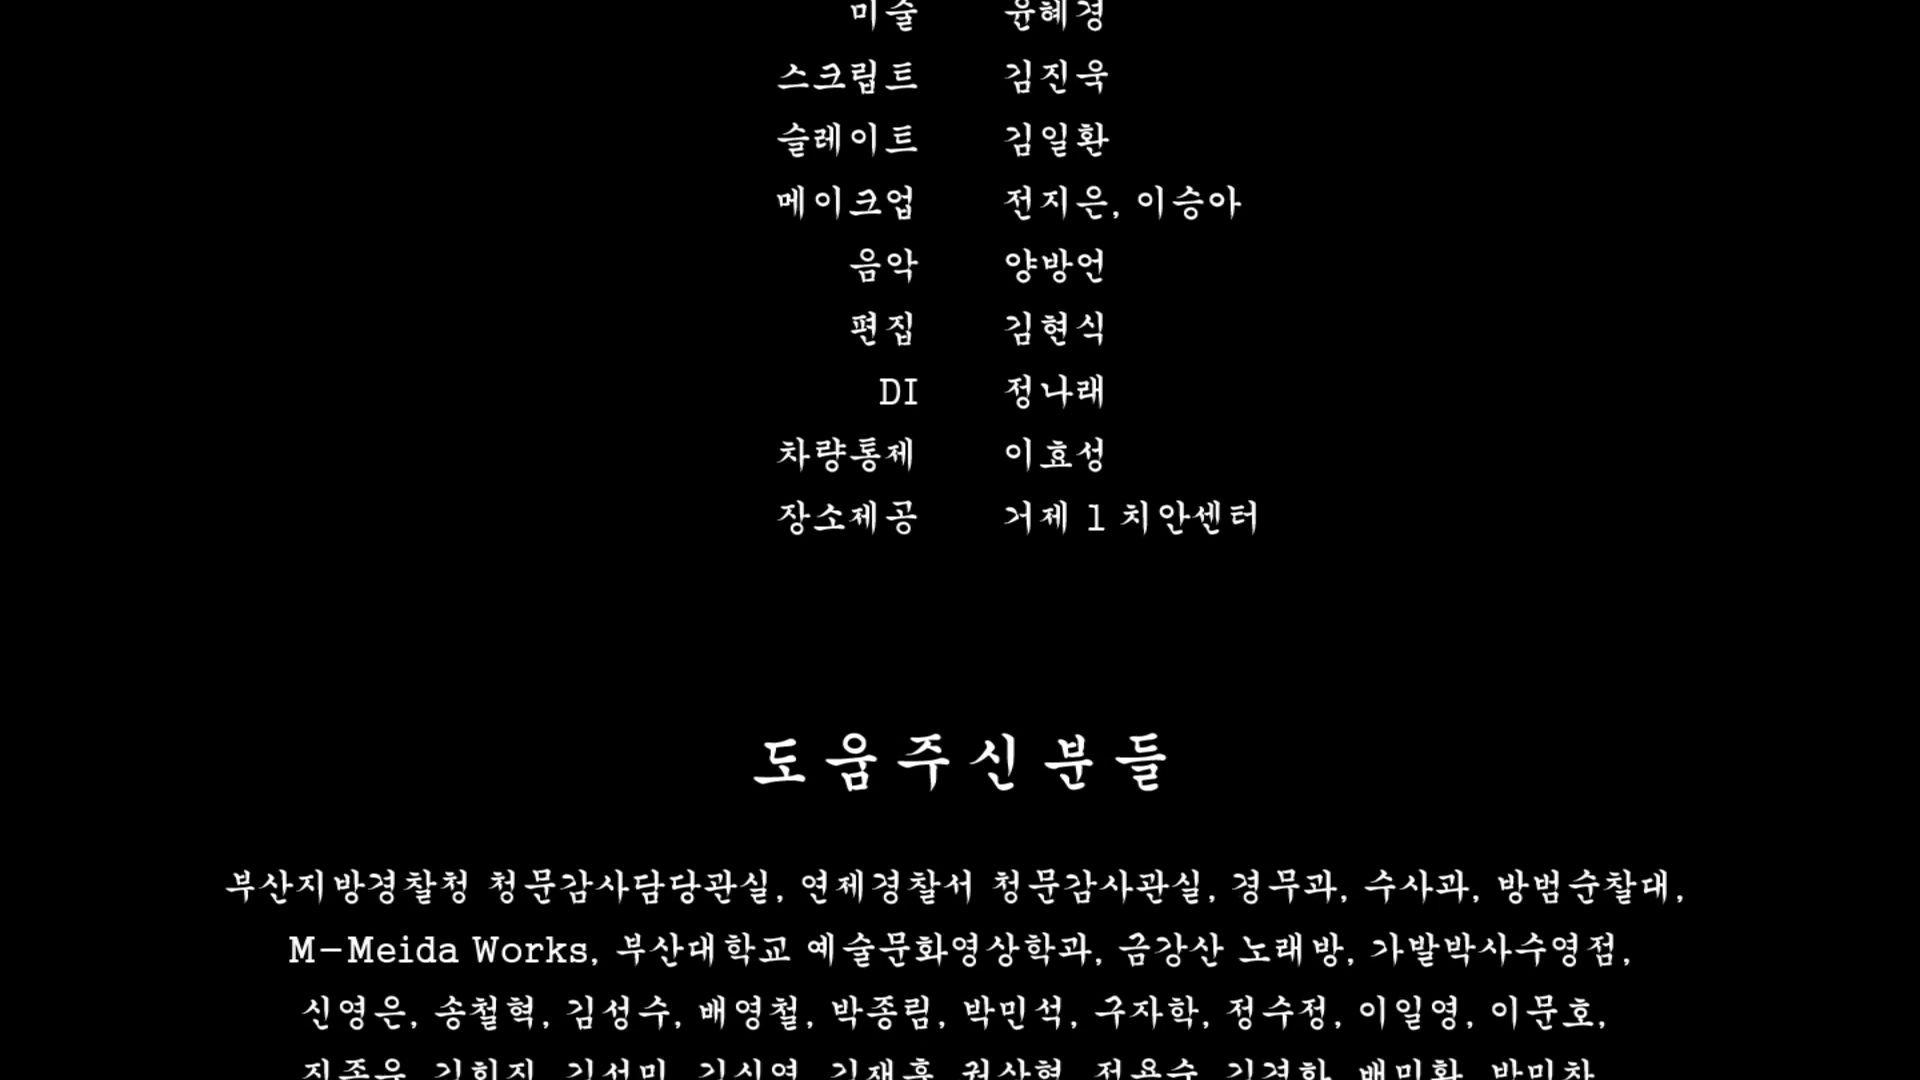 미술 윤혜경
스크립트 김진욱
슬레이트 김일환
메이크업 전지은, 이승아
음악 양방언
편집 김현식
DI 정나래
차량통제 이효성
장소제공 거제 1 치안센터
도움주신분들
부산지방경찰청 청문감사담당관실, 연제경찰서 청문감사관실, 경무과, 수사과, 방범순찰대,
M-Meida Works, 부산대학교 예술문화영상학과, 금강산 노래방, 가발박사수영점,
신영은, 송철혁, 김성수, 배영철, 박종림, 박민석, 구자학, 정수정, 이일영, 이문호,